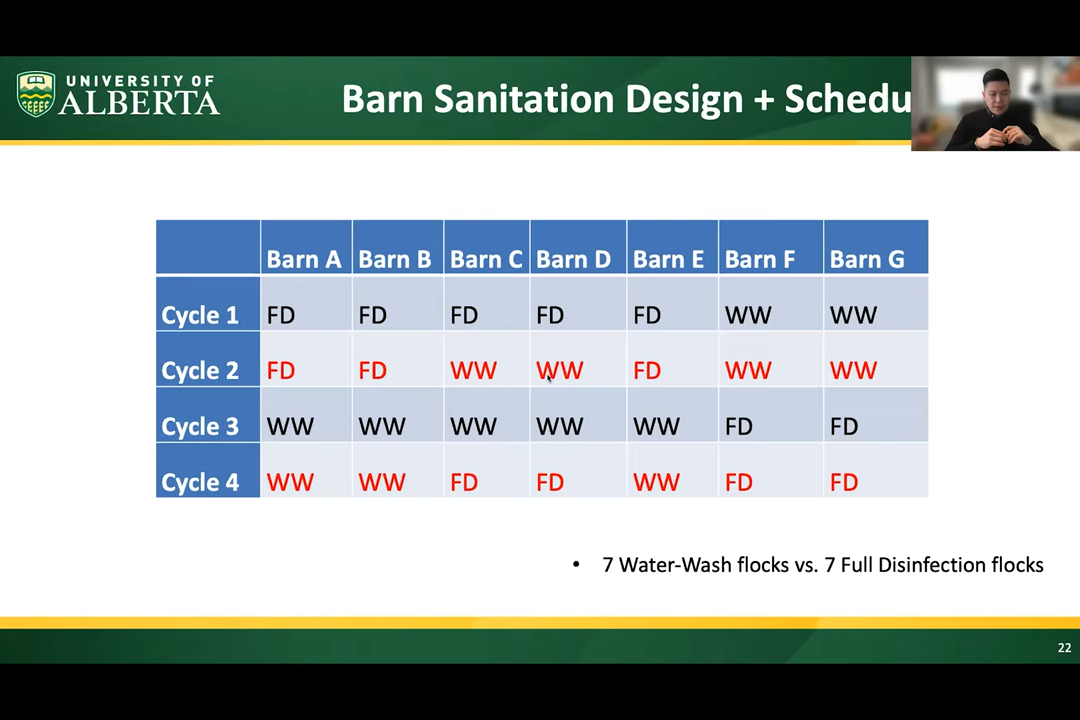 UNIVERSITY OF
ALBERTA
Barn Sanitation Design + Schedu
Barn A Barn B Barn C Barn D Barn E Barn F Barn G
Cycle 1 FD FD FD FD FD WW WW
Cycle 2 FD FD WW WW FD WW WW
Cycle 3 WW WW WW WW WW FD FD
Cycle 4 WW WW FD FD WW FD FD
• 7 Water-Wash flocks vs. 7 Full Disinfection flocks
22